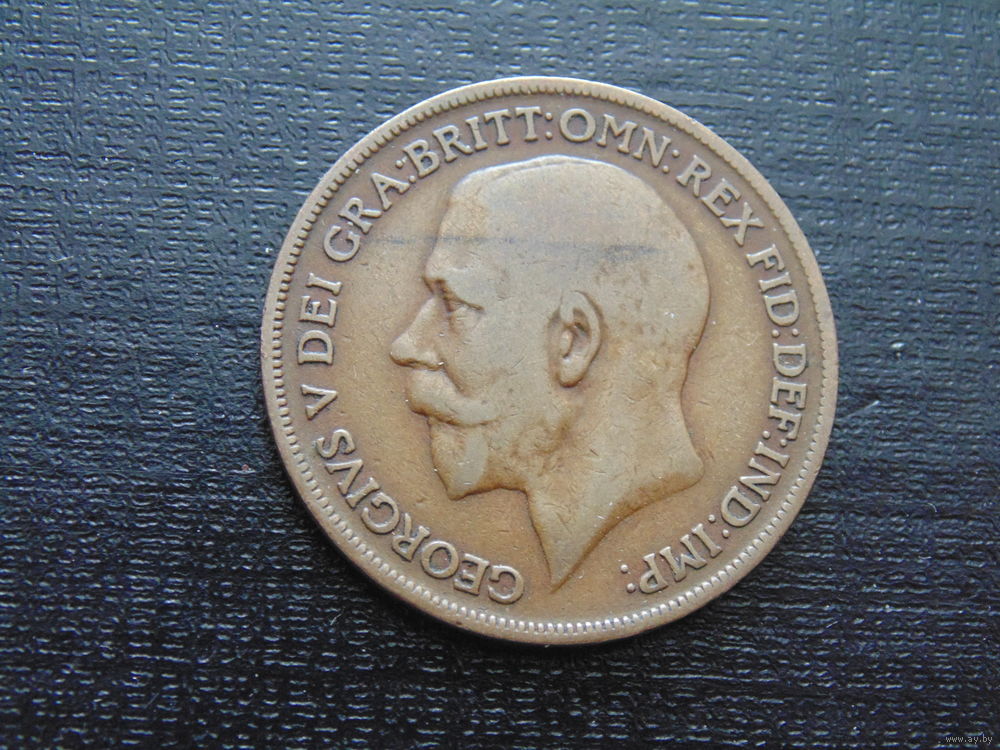 GEORGIVS V DEI GRA:BRITT:OMN:REX FID:DEF:IND:IMP:
www.ay.by